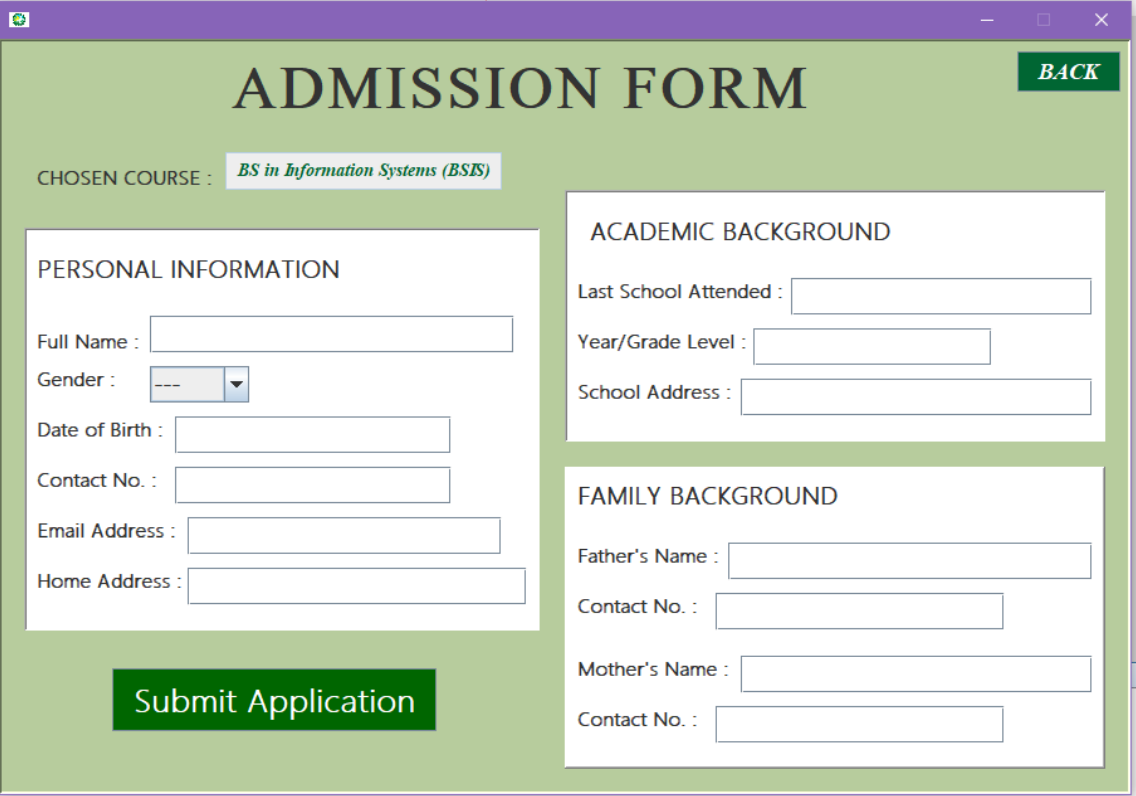 ADMISSION FORM
BACK
CHOSEN COURSE :
BS in Information Systems (BSIS)
PERSONAL INFORMATION
Full Name :
Gender :
---
Date of Birth :
Contact No. :
Email Address :
Home Address :
Submit Application
ACADEMIC BACKGROUND
Last School Attended :
Year/Grade Level :
School Address :
FAMILY BACKGROUND
Father's Name :
Contact No. :
Mother's Name :
Contact No. :